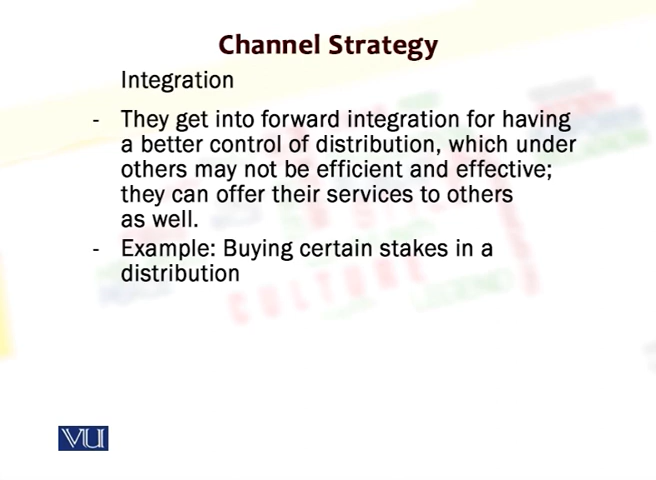 Channel Strategy
Integration
- They get into forward integration for having
a better control of distribution, which under
others may not be efficient and effective;
they can offer their services to others
as well.
- Example: Buying certain stakes in a
distribution
CULTURE
VU